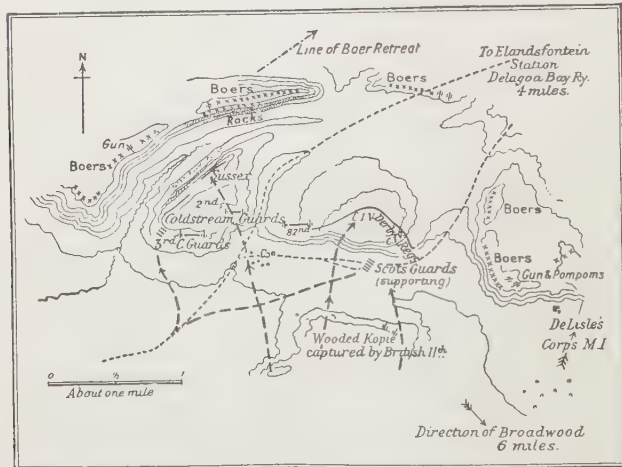 N
Line of Boer Retreat
To Elandsfontein
Station
Delagoa Bay Ry.
4 miles.
Boers
Boers
Rocks
Gun
Boers
2nd
Coldstream Guards
3rd C. Guards
82nd
Boers
Scots Guards
(supporting)
Boers
Gun & Pompoms
Wooded Kopje
captured by British 11th.
De Lisle's
Corps M.I
0 ½ 1
About one mile
Direction of Broadwood
6 miles.